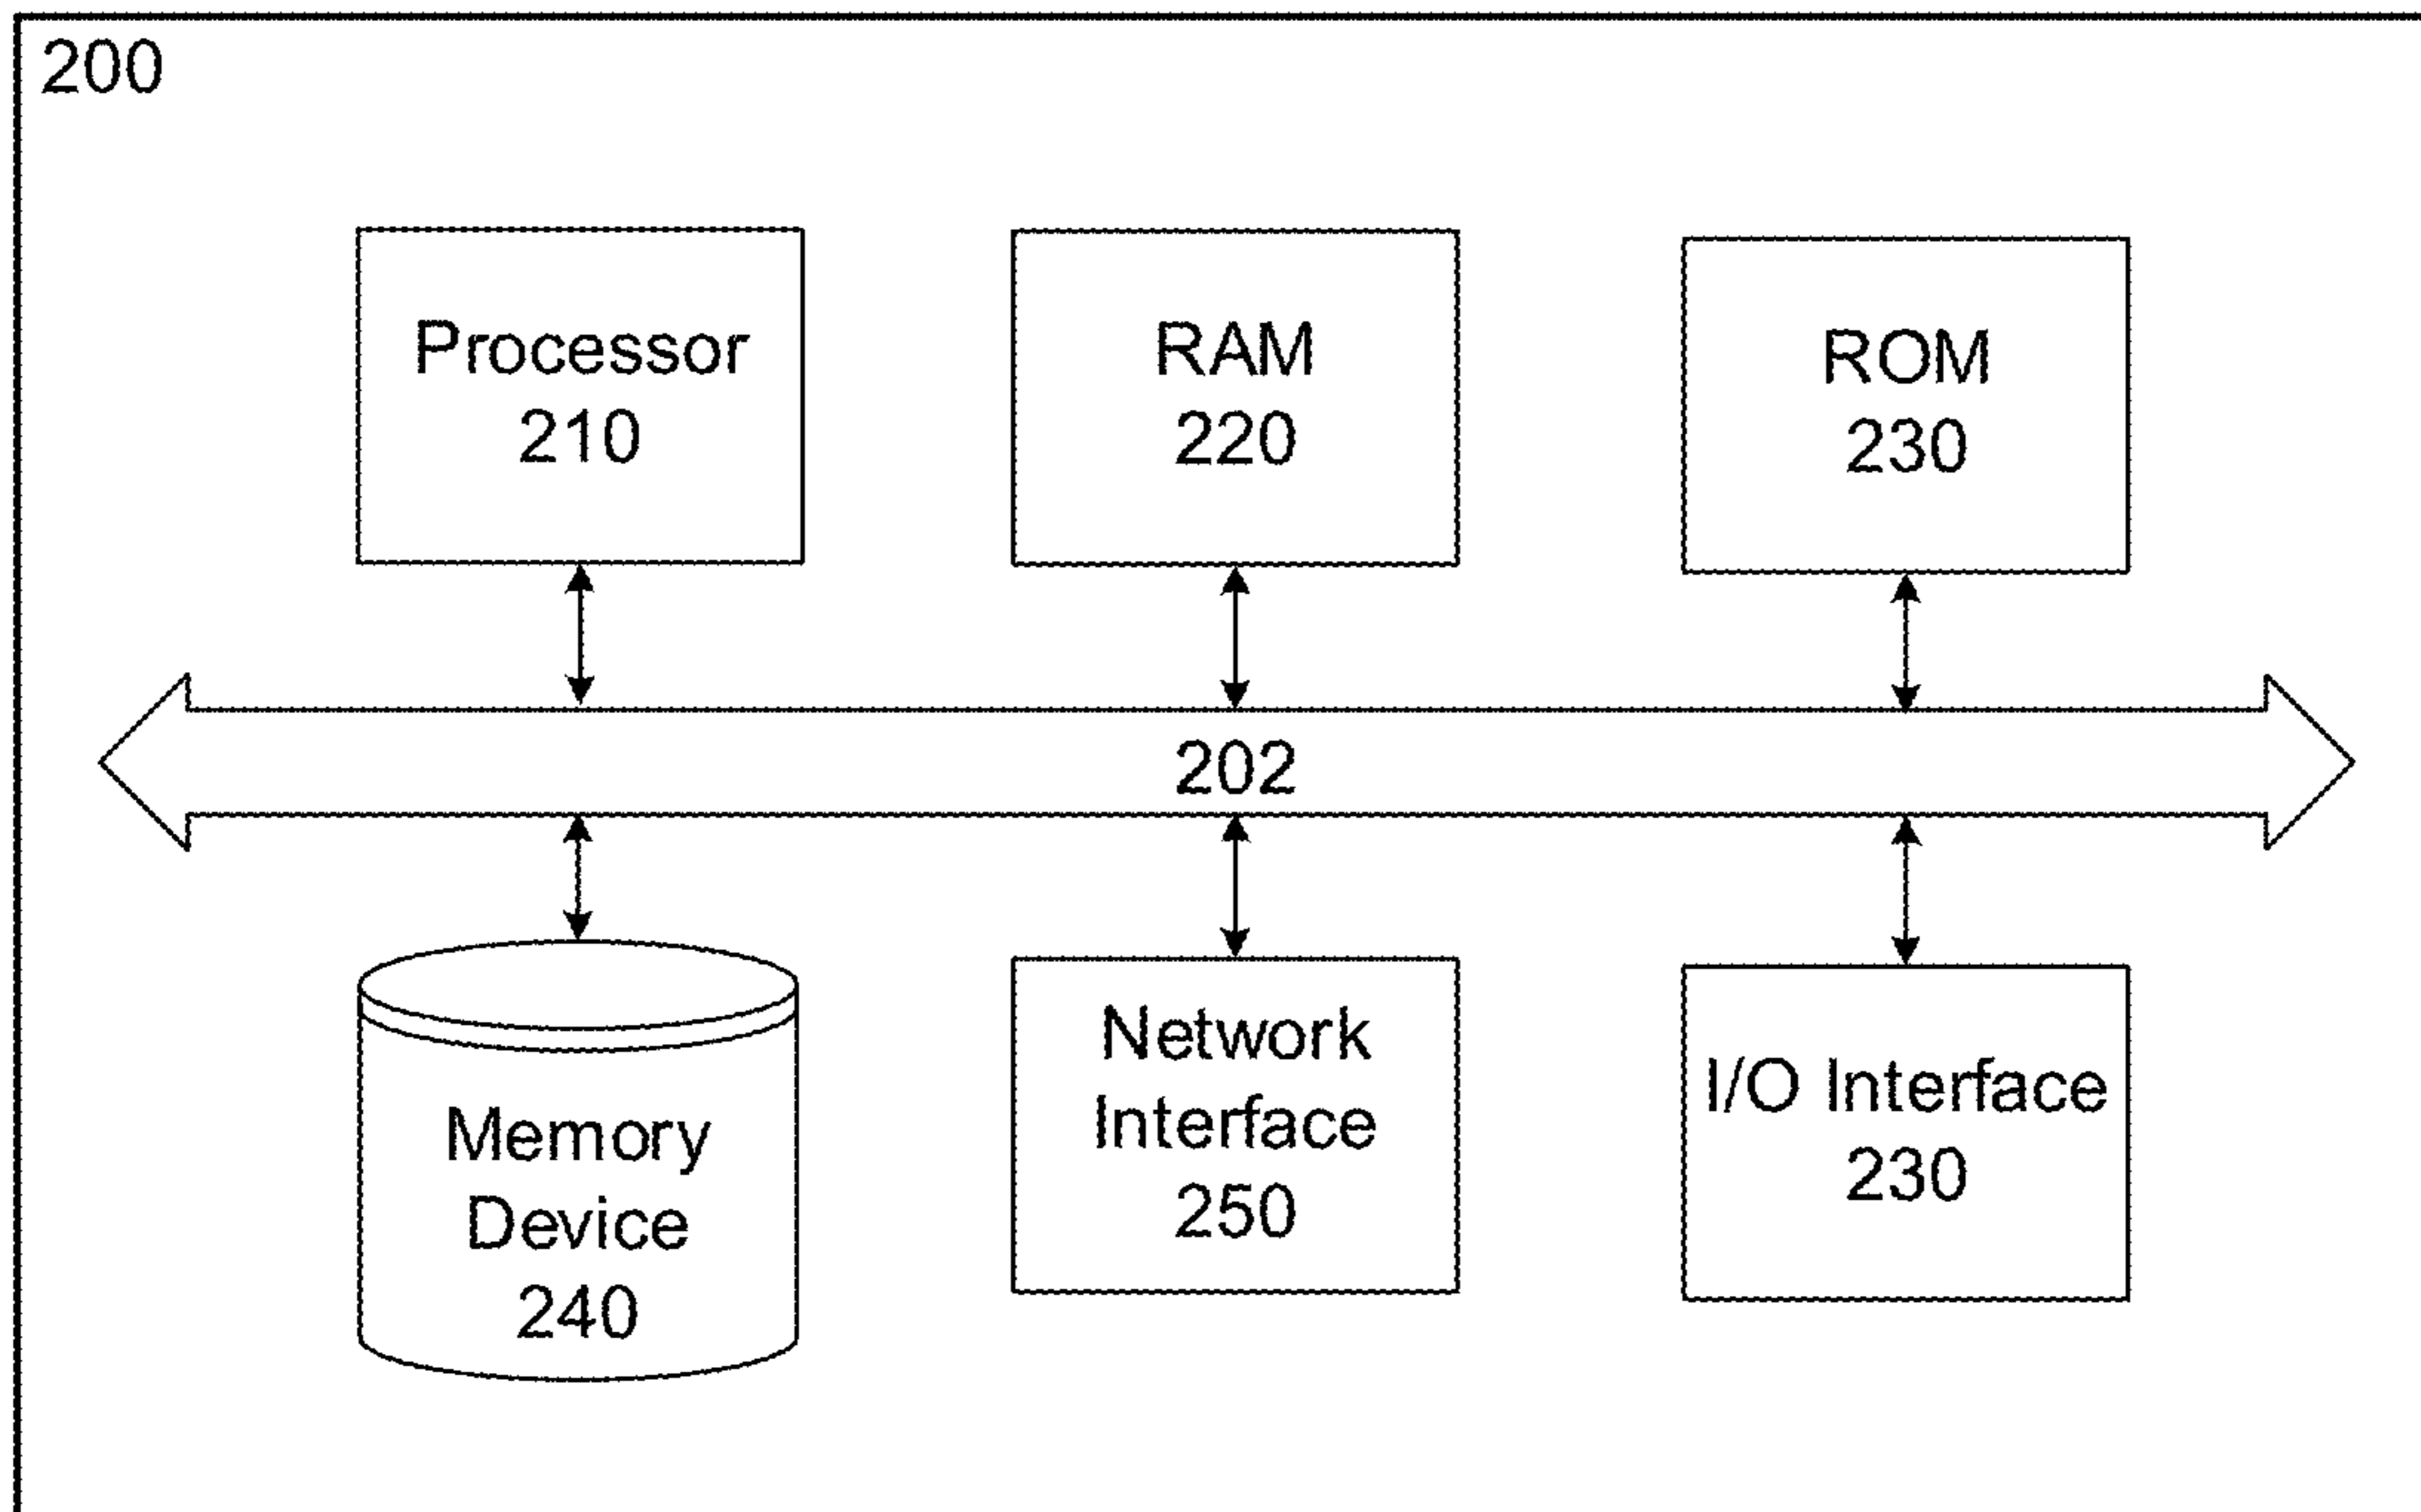 200
Processor
210
RAM
220
ROM
230
202
Memory
Device
240
Network
Interface
250
I/O Interface
230